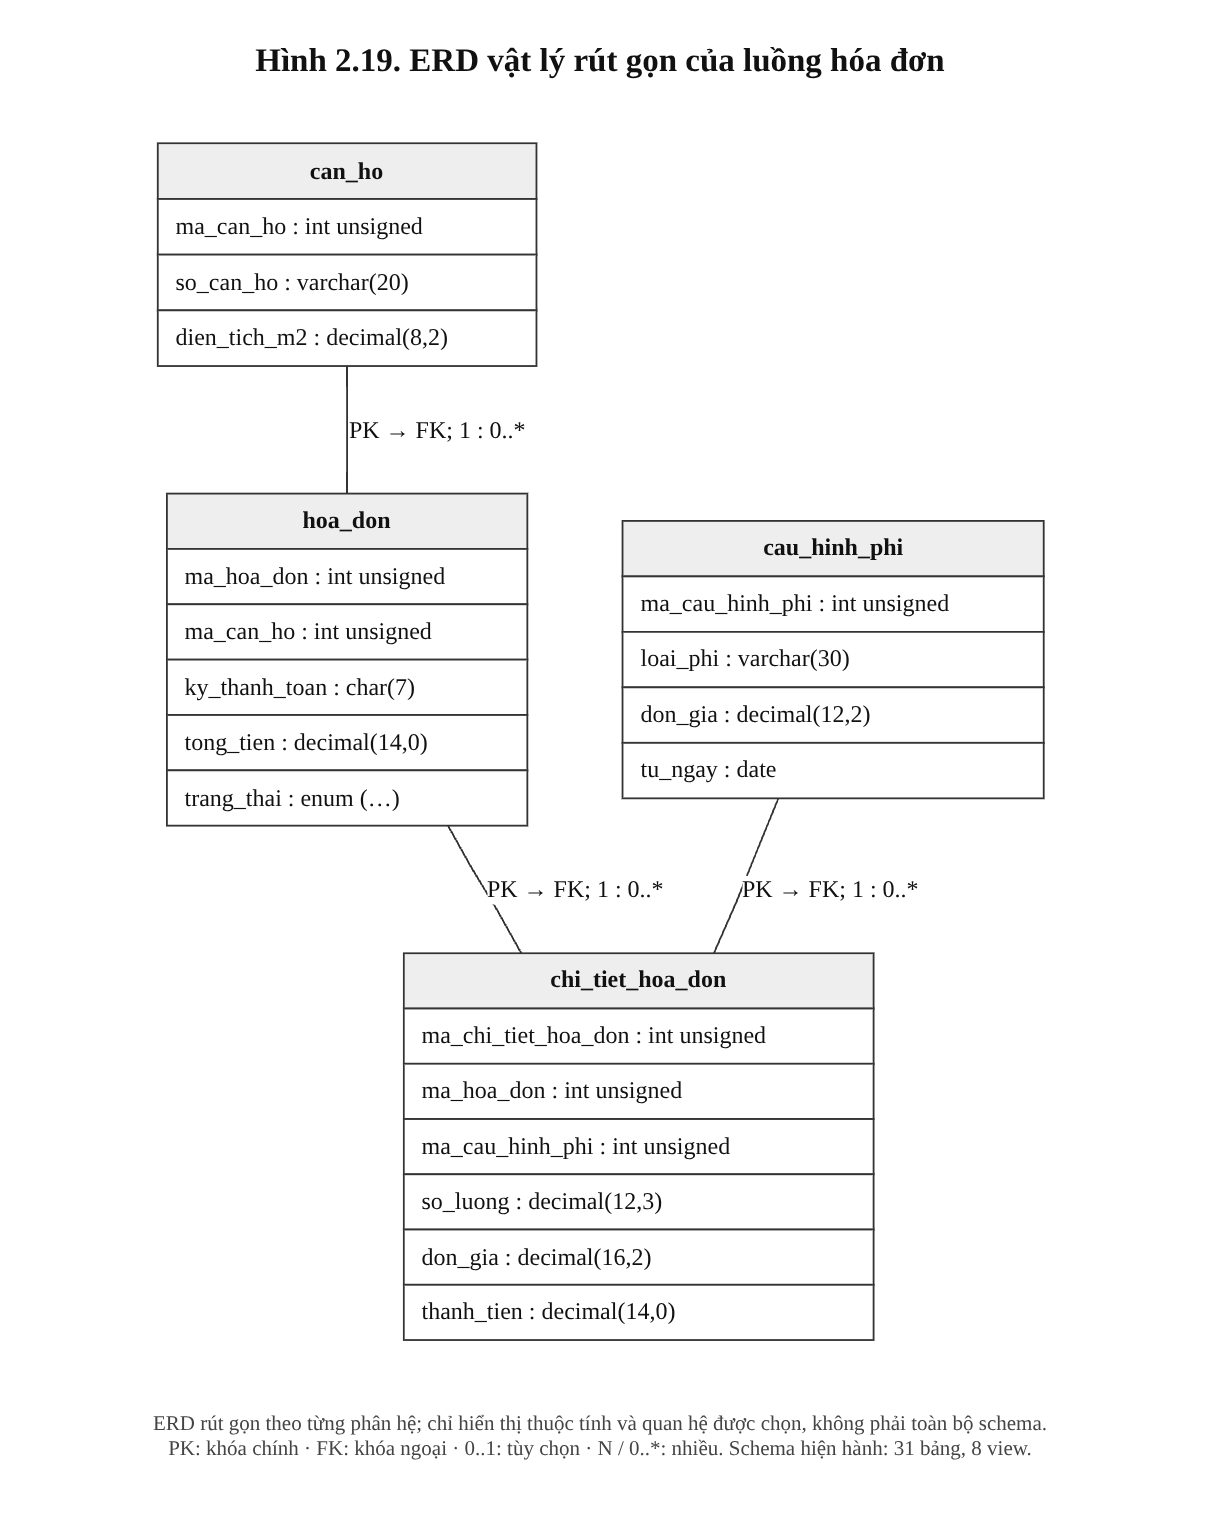 Hình 2.19. ERD vật lý rút gọn của luồng hóa đơn
can_ho
ma_can_ho : int unsigned
so_can_ho : varchar(20)
dien_tich_m2 : decimal(8,2)
PK → FK; 1 : 0..*
hoa_don
ma_hoa_don : int unsigned
ma_can_ho : int unsigned
ky_thanh_toan : char(7)
tong_tien : decimal(14,0)
trang_thai : enum (…)
cau_hinh_phi
ma_cau_hinh_phi : int unsigned
loai_phi : varchar(30)
don_gia : decimal(12,2)
tu_ngay : date
PK → FK; 1 : 0..*
PK → FK; 1 : 0..*
chi_tiet_hoa_don
ma_chi_tiet_hoa_don : int unsigned
ma_hoa_don : int unsigned
ma_cau_hinh_phi : int unsigned
so_luong : decimal(12,3)
don_gia : decimal(16,2)
thanh_tien : decimal(14,0)
ERD rút gọn theo từng phân hệ; chỉ hiển thị thuộc tính và quan hệ được chọn, không phải toàn bộ schema.
PK: khóa chính · FK: khóa ngoại · 0..1: tùy chọn · N / 0..*: nhiều. Schema hiện hành: 31 bảng, 8 view.